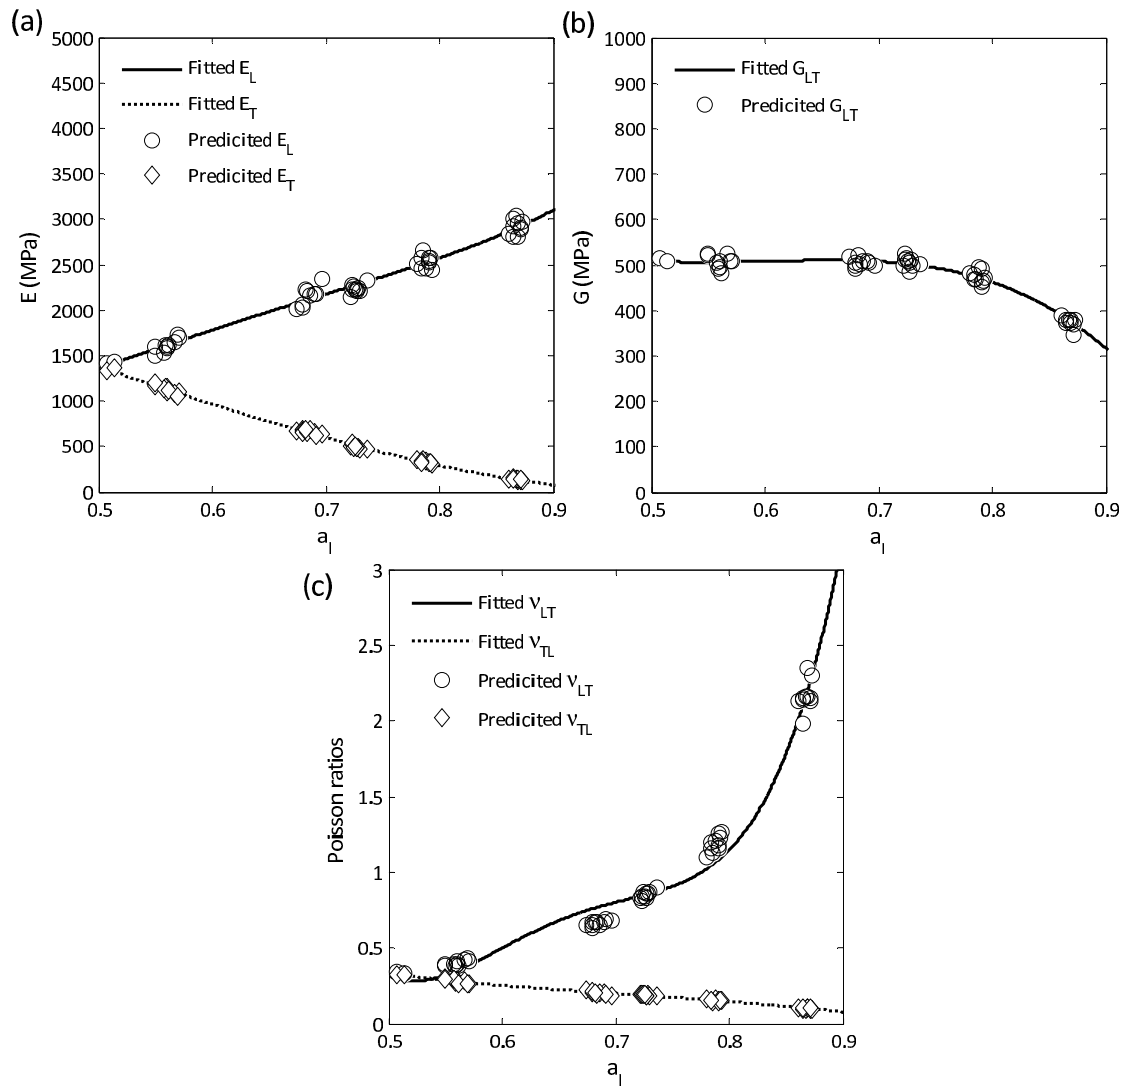 (a)
5000
4500
4000
3500
3000
2500
2000
1500
1000
500
0
0.5
0.6
0.7
0.8
0.9
E (MPa)
a_l
Fitted E_L
Fitted E_T
Predicited E_L
Predicited E_T
(b)
1000
900
800
700
600
500
400
300
200
100
0
0.5
0.6
0.7
0.8
0.9
G (MPa)
a_l
Fitted G_LT
Predicited G_LT
(c)
3
2.5
2
1.5
1
0.5
0
0.5
0.6
0.7
0.8
0.9
Poisson ratios
a_l
Fitted ν_LT
Fitted ν_TL
Predicited ν_LT
Predicited ν_TL